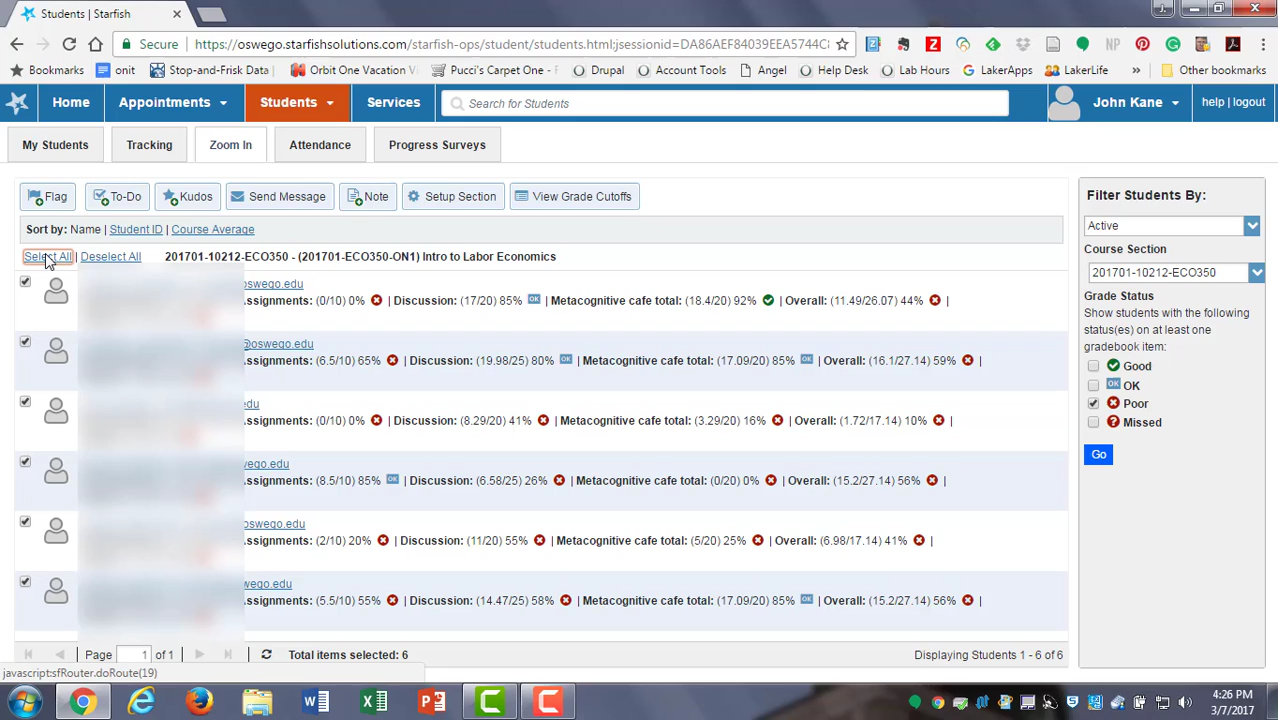 Students | Starfish
Secure | https://oswego.starfishsolutions.com/starfish-ops/student/students.html;jsessionid=DA86AEF84039EEA5744C8
Bookmarks onit Stop-and-Frisk Data Orbit One Vacation V Pucci's Carpet One - F Drupal Account Tools Angel Help Desk Lab Hours LakerApps LakerLife » Other bookmarks
Home Appointments Students Services Search for Students John Kane help | logout
My Students Tracking Zoom In Attendance Progress Surveys
Flag To-Do Kudos Send Message Note Setup Section View Grade Cutoffs
Sort by: Name | Student ID | Course Average
Select All | Deselect All 201701-10212-ECO350 - (201701-ECO350-ON1) Intro to Labor Economics
oswego.edu
ssignments: (0/10) 0% | Discussion: (17/20) 85% OK | Metacognitive cafe total: (18.4/20) 92% | Overall: (11.49/26.07) 44% |
@oswego.edu
ssignments: (6.5/10) 65% | Discussion: (19.98/25) 80% OK | Metacognitive cafe total: (17.09/20) 85% OK | Overall: (16.1/27.14) 59% |
edu
ssignments: (0/10) 0% | Discussion: (8.29/20) 41% | Metacognitive cafe total: (3.29/20) 16% | Overall: (1.72/17.14) 10% |
wego.edu
ssignments: (8.5/10) 85% OK | Discussion: (6.58/25) 26% | Metacognitive cafe total: (0/20) 0% | Overall: (15.2/27.14) 56% |
oswego.edu
ssignments: (2/10) 20% | Discussion: (11/20) 55% | Metacognitive cafe total: (5/20) 25% | Overall: (6.98/17.14) 41% |
wego.edu
ssignments: (5.5/10) 55% | Discussion: (14.47/25) 58% | Metacognitive cafe total: (17.09/20) 85% OK | Overall: (15.2/27.14) 56% |
Page 1 of 1 Total items selected: 6 Displaying Students 1 - 6 of 6
Filter Students By:
Active
Course Section
201701-10212-ECO350
Grade Status
Show students with the following
status(es) on at least one
gradebook item:
Good
OK OK
Poor
Missed
Go
javascript:sfRouter.doRoute(19)
4:26 PM
3/7/2017